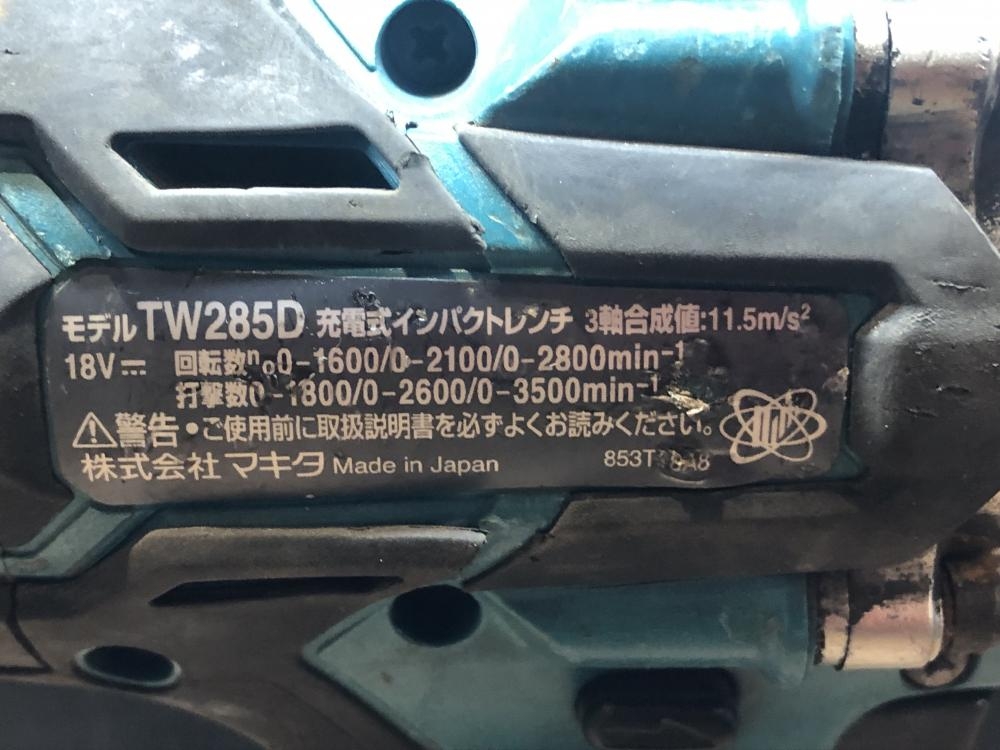 モデルTW285D 充電式インパクトレンチ 3軸合成値:11.5m/s²
18V⎓ 回転数n₀0-1600/0-2100/0-2800min⁻¹
打撃数0-1800/0-2600/0-3500min⁻¹
⚠警告•ご使用前に取扱説明書を必ずよくお読みください。
株式会社マキタ Made in Japan